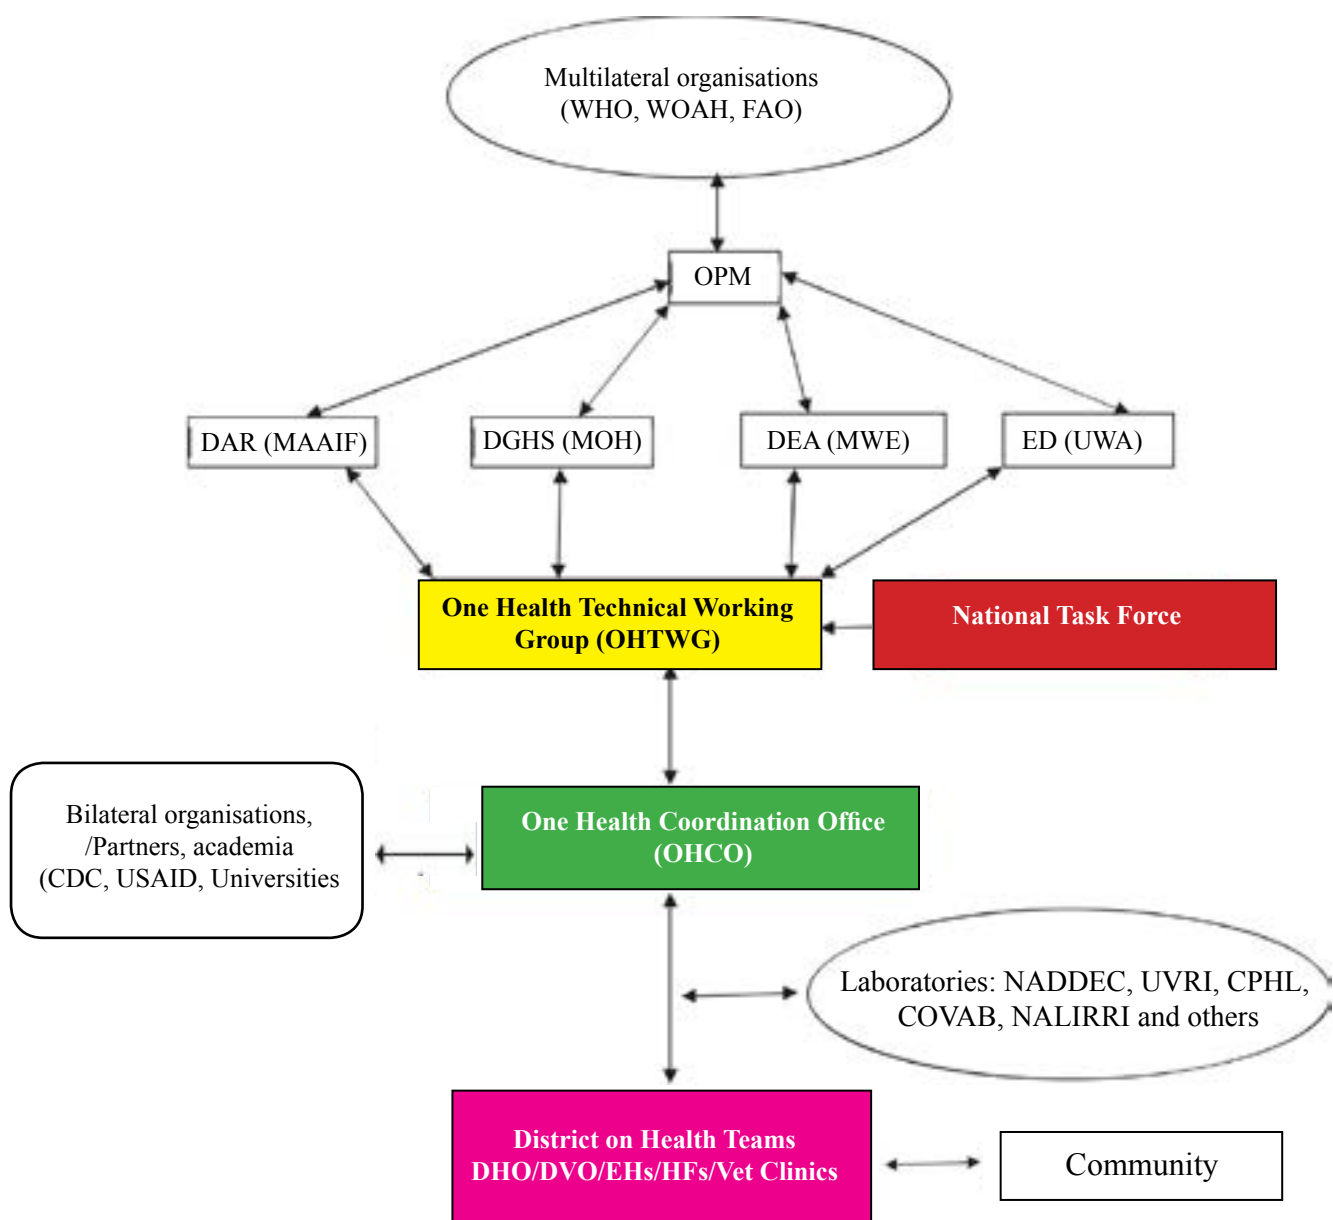 Multilateral organisations
(WHO, WOAH, FAO)
OPM
DAR (MAAIF)
DGHS (MOH)
DEA (MWE)
ED (UWA)
One Health Technical Working
Group (OHTWG)
National Task Force
Bilateral organisations,
/Partners, academia
(CDC, USAID, Universities
One Health Coordination Office
(OHCO)
Laboratories: NADDEC, UVRI, CPHL,
COVAB, NALIRRI and others
District on Health Teams
DHO/DVO/EHs/HFs/Vet Clinics
Community